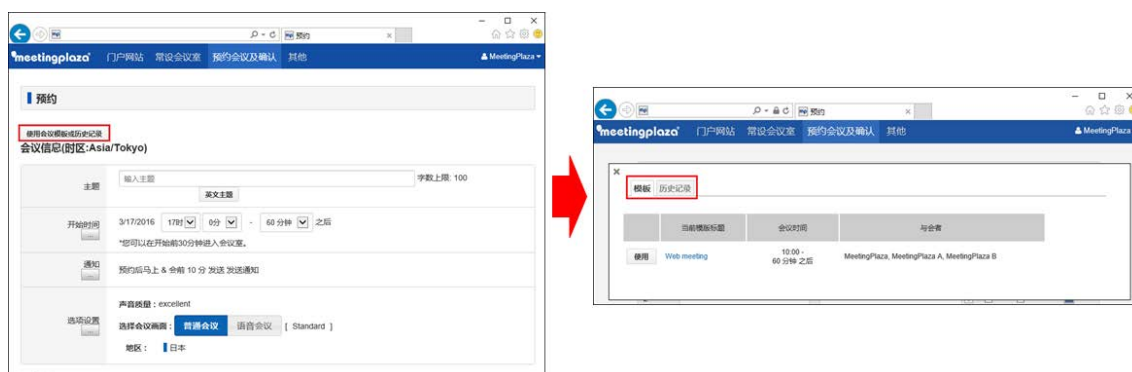 预约
meetingplaza 门户网站 常设会议室 预约会议及确认 其他 MeetingPlaza
预约
使用会议模板或历史记录
会议信息(时区:Asia/Tokyo)
主题 输入主题 字数上限: 100
英文主题
开始时间 3/17/2016 17时 0分 - 60 分钟 之后
*您可以在开始前30分钟进入会议室。
通知 预约后马上 & 会前 10 分 发送 发送通知
声音质量 : excellent
选项设置 选择会议画面 : 普通会议 语音会议 [ Standard ]
地区 : 日本
预约
meetingplaza 门户网站 常设会议室 预约会议及确认 其他 MeetingPlaza
模板 历史记录
当前模板标题 会议时间 与会者
使用 Web meeting 10:00 - 60 分钟 之后 MeetingPlaza, MeetingPlaza A, MeetingPlaza B